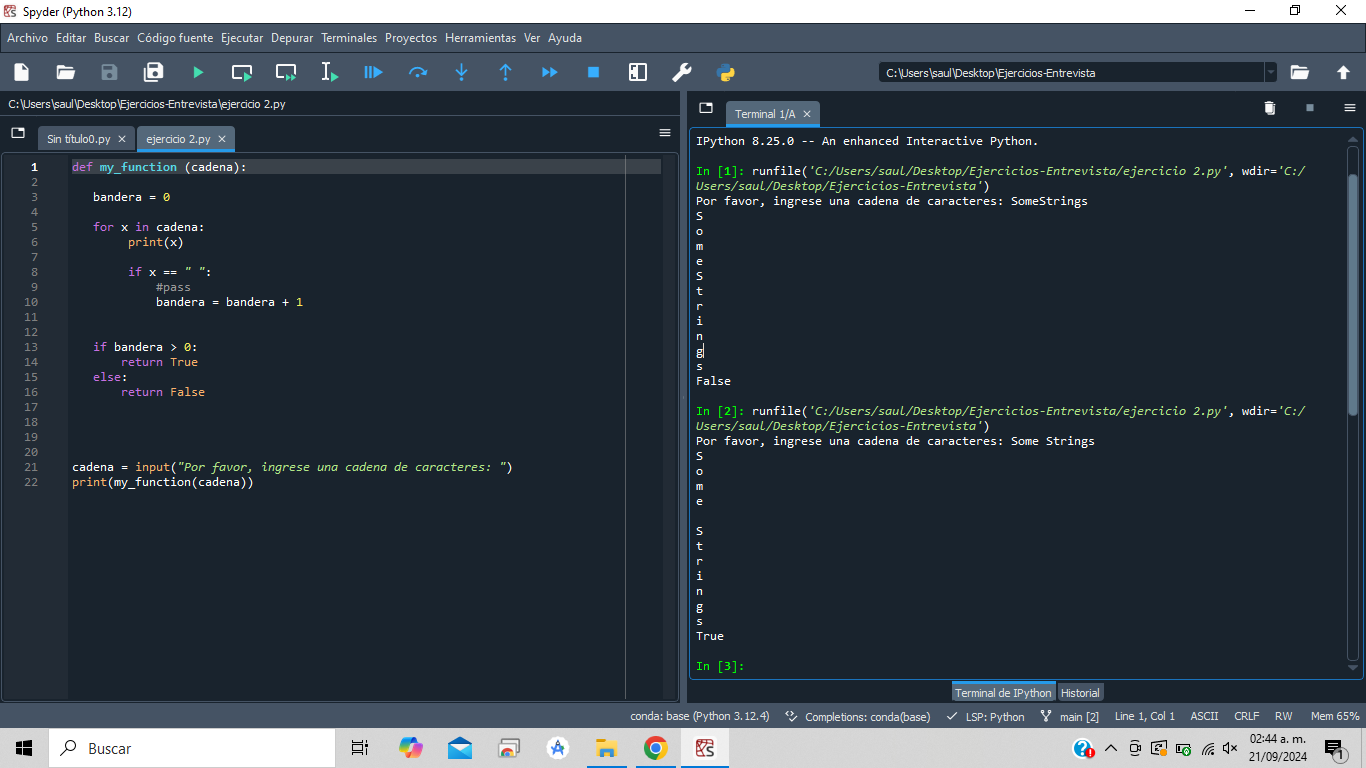 Spyder (Python 3.12)
Archivo Editar Buscar Código fuente Ejecutar Depurar Terminales Proyectos Herramientas Ver Ayuda
C:\Users\saul\Desktop\Ejercicios-Entrevista
C:\Users\saul\Desktop\Ejercicios-Entrevista\ejercicio 2.py
Sin título0.py
ejercicio 2.py
1 def my_function (cadena):
2
3 bandera = 0
4
5 for x in cadena:
6 print(x)
7
8 if x == " ":
9 #pass
10 bandera = bandera + 1
11
12
13 if bandera > 0:
14 return True
15 else:
16 return False
17
18
19
20
21 cadena = input("Por favor, ingrese una cadena de caracteres: ")
22 print(my_function(cadena))
Terminal 1/A
IPython 8.25.0 -- An enhanced Interactive Python.
In [1]: runfile('C:/Users/saul/Desktop/Ejercicios-Entrevista/ejercicio 2.py', wdir='C:/
Users/saul/Desktop/Ejercicios-Entrevista')
Por favor, ingrese una cadena de caracteres: SomeStrings
S
o
m
e
S
t
r
i
n
g
s
False
In [2]: runfile('C:/Users/saul/Desktop/Ejercicios-Entrevista/ejercicio 2.py', wdir='C:/
Users/saul/Desktop/Ejercicios-Entrevista')
Por favor, ingrese una cadena de caracteres: Some Strings
S
o
m
e
S
t
r
i
n
g
s
True
In [3]:
Terminal de IPython Historial
conda: base (Python 3.12.4) Completions: conda(base) LSP: Python main [2] Line 1, Col 1 ASCII CRLF RW Mem 65%
Buscar
02:44 a. m.
21/09/2024
1